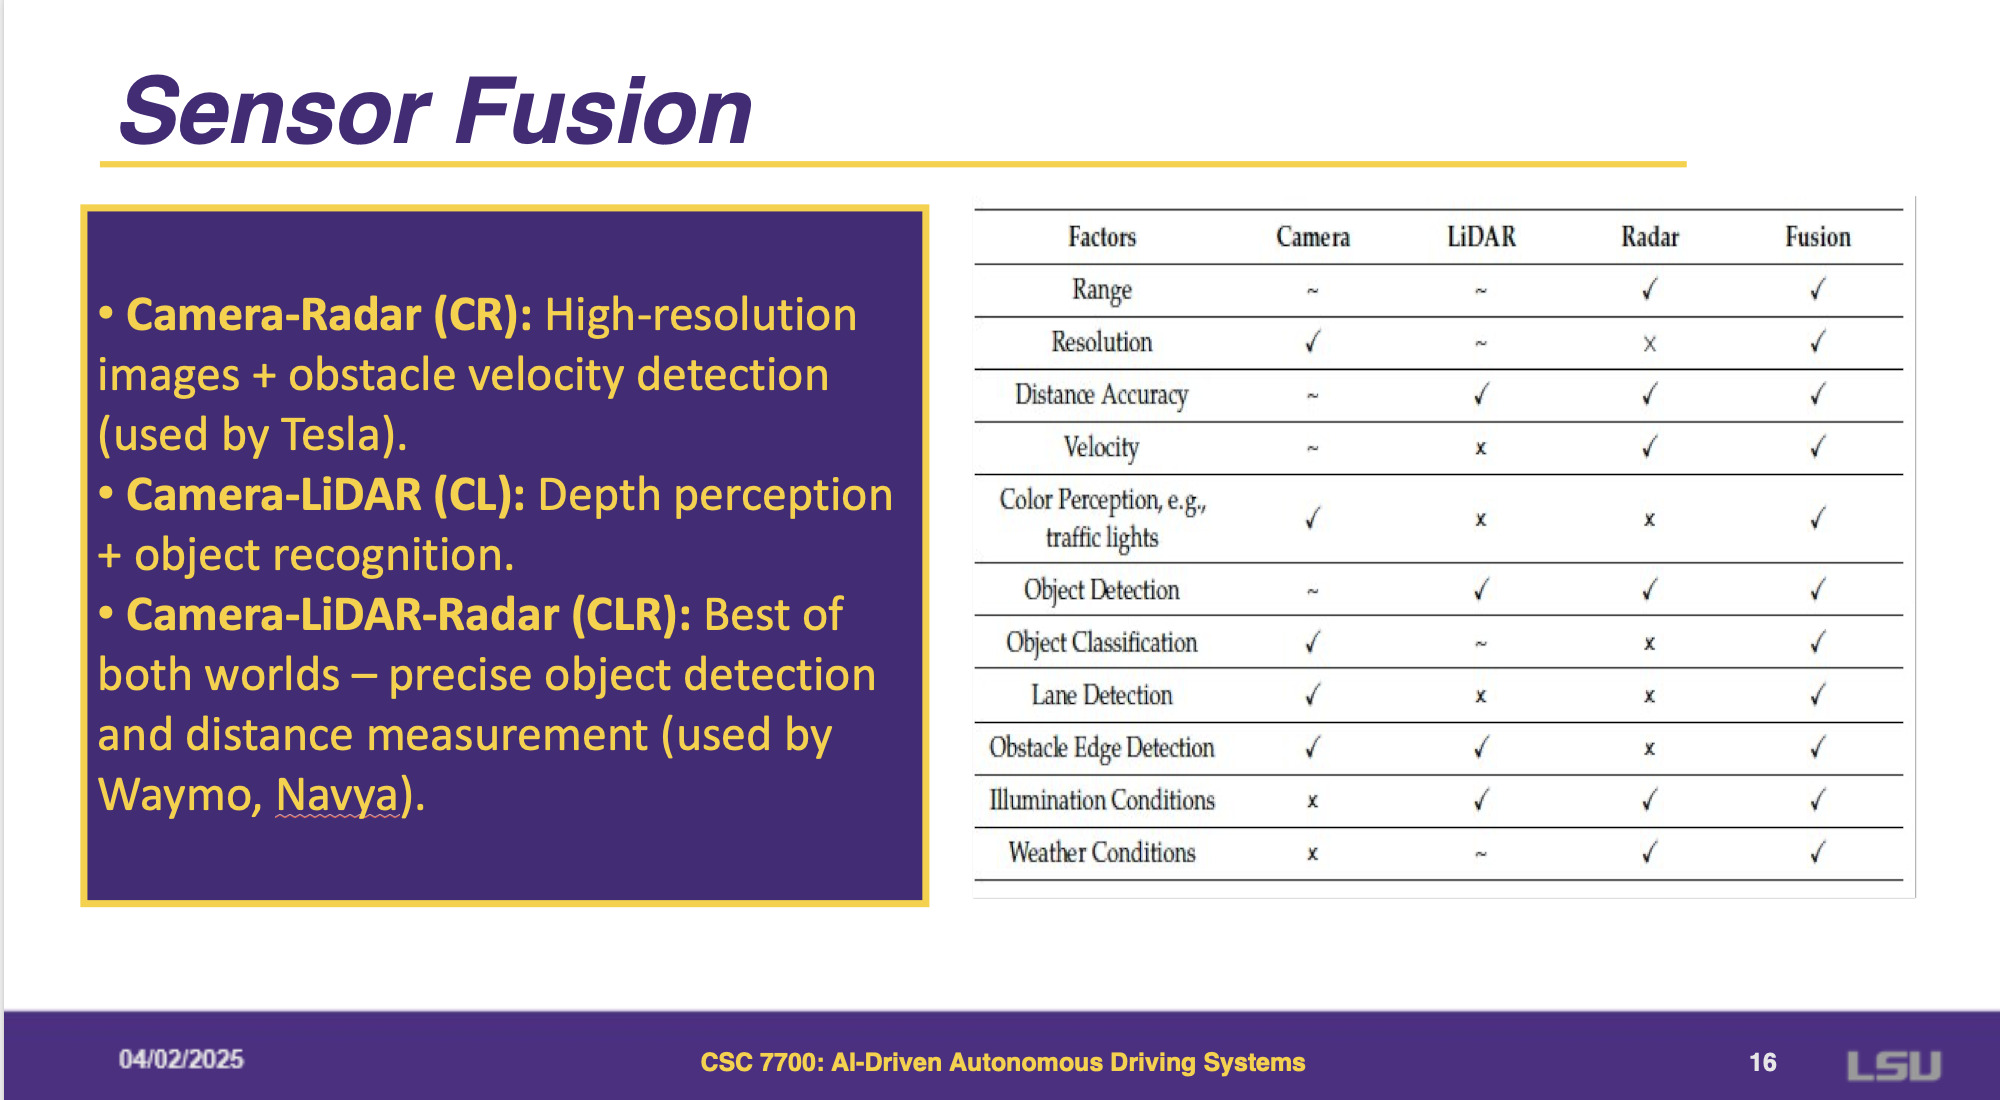 Sensor Fusion
• Camera-Radar (CR): High-resolution
images + obstacle velocity detection
(used by Tesla).
• Camera-LiDAR (CL): Depth perception
+ object recognition.
• Camera-LiDAR-Radar (CLR): Best of
both worlds – precise object detection
and distance measurement (used by
Waymo, Navya).
Factors Camera LiDAR Radar Fusion
Range ~ ~ ✓ ✓
Resolution ✓ ~ x ✓
Distance Accuracy ~ ✓ ✓ ✓
Velocity ~ x ✓ ✓
Color Perception, e.g.,
traffic lights ✓ x x ✓
Object Detection ~ ✓ ✓ ✓
Object Classification ✓ ~ x ✓
Lane Detection ✓ x x ✓
Obstacle Edge Detection ✓ ✓ x ✓
Illumination Conditions x ✓ ✓ ✓
Weather Conditions x ~ ✓ ✓
04/02/2025
CSC 7700: AI-Driven Autonomous Driving Systems
16
LSU